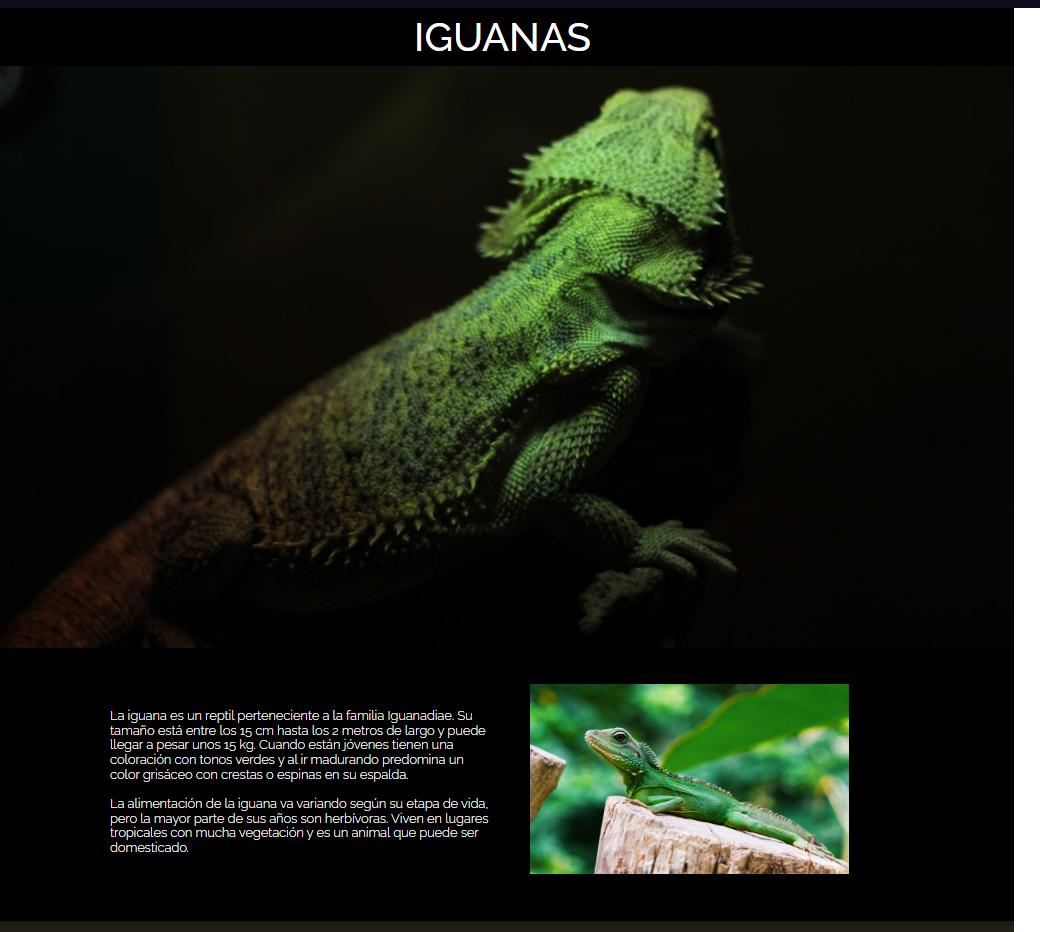 IGUANAS
La iguana es un reptil perteneciente a la familia Iguanadiae. Su
tamaño está entre los 15 cm hasta los 2 metros de largo y puede
llegar a pesar unos 15 kg. Cuando están jóvenes tienen una
coloración con tonos verdes y al ir madurando predomina un
color grisáceo con crestas o espinas en su espalda.
La alimentación de la iguana va variando según su etapa de vida,
pero la mayor parte de sus años son herbívoras. Viven en lugares
tropicales con mucha vegetación y es un animal que puede ser
domesticado.